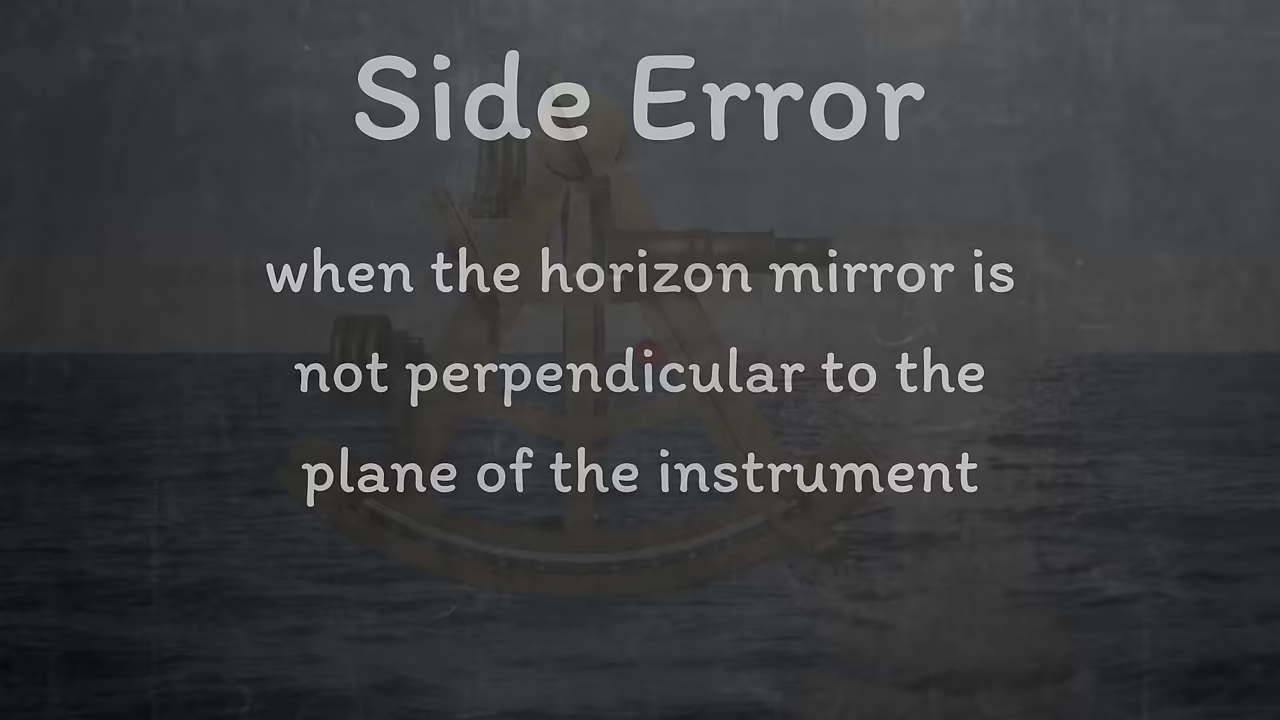 Side Error
when the horizon mirror is
not perpendicular to the
plane of the instrument